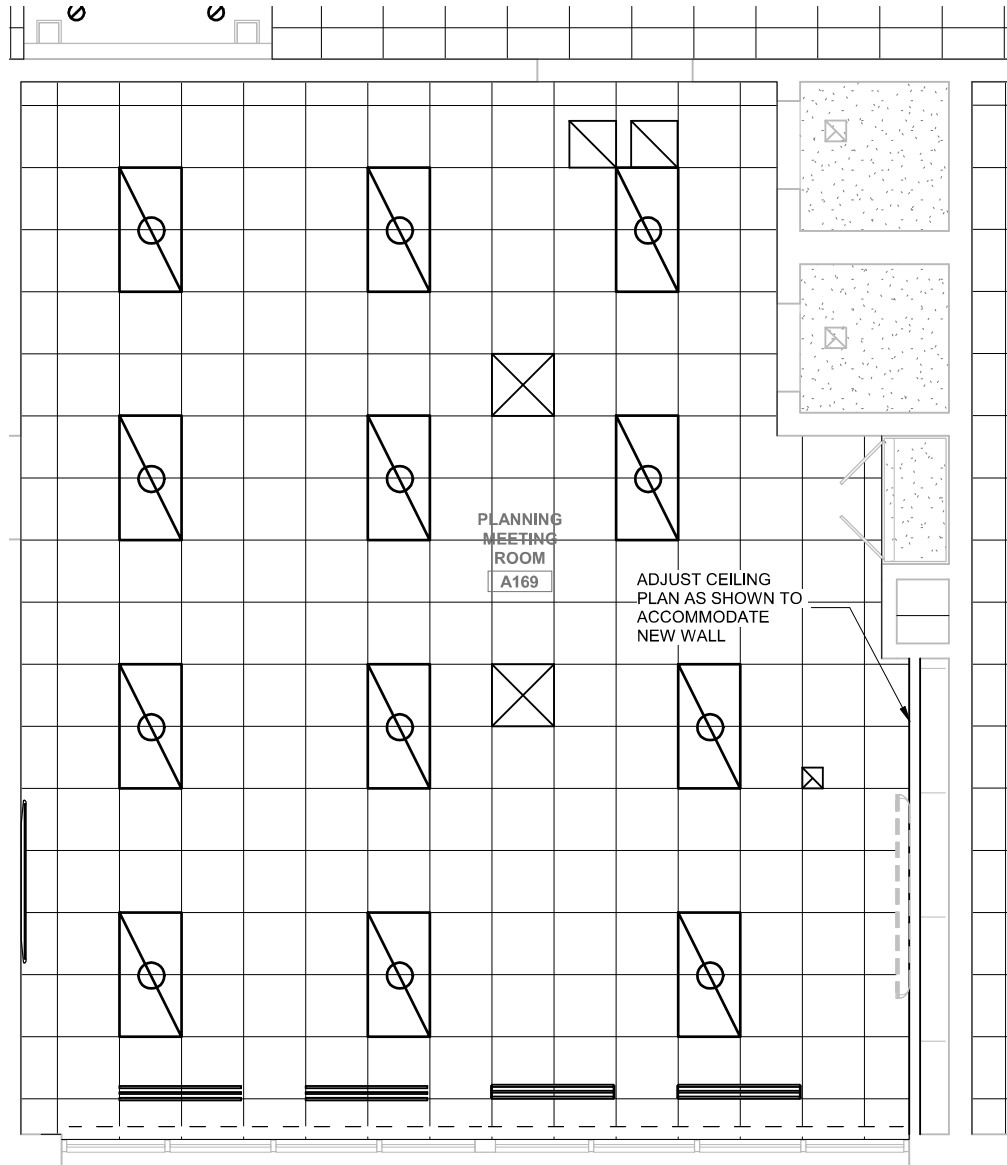 PLANNING
MEETING
ROOM
A169
ADJUST CEILING
PLAN AS SHOWN TO
ACCOMMODATE
NEW WALL